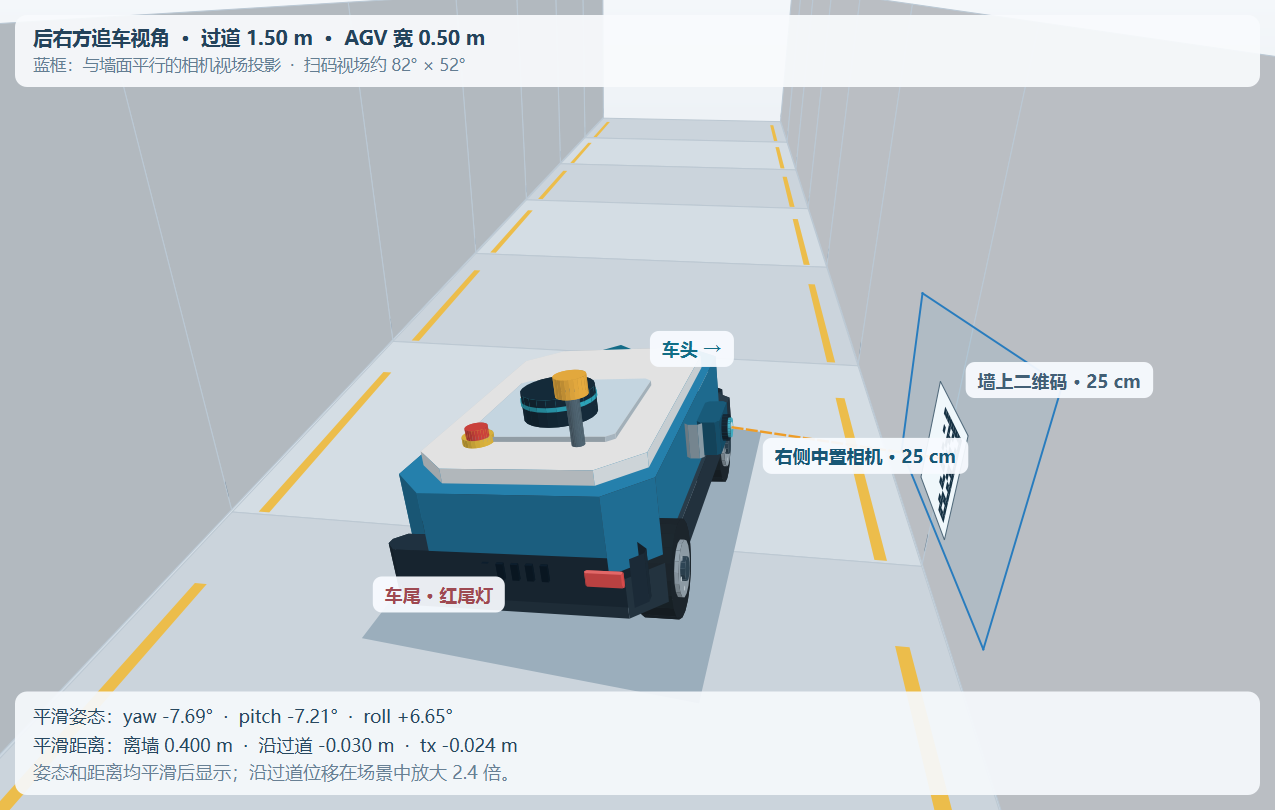 后右方追车视角 • 过道 1.50 m • AGV 宽 0.50 m
蓝框：与墙面平行的相机视场投影 · 扫码视场约 82° × 52°
车头 →
墙上二维码 • 25 cm
右侧中置相机 • 25 cm
车尾 • 红尾灯
平滑姿态：yaw -7.69° · pitch -7.21° · roll +6.65°
平滑距离：离墙 0.400 m · 沿过道 -0.030 m · tx -0.024 m
姿态和距离均平滑后显示；沿过道位移在场景中放大 2.4 倍。